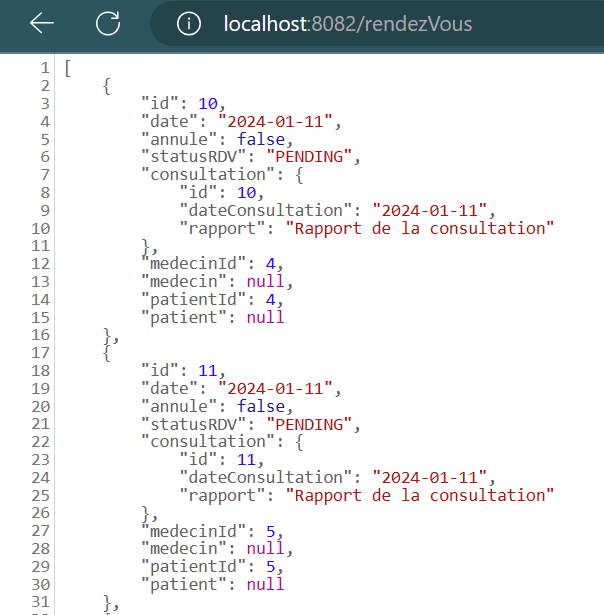 localhost:8082/rendezVous
1 [
2 {
3 "id": 10,
4 "date": "2024-01-11",
5 "annule": false,
6 "statusRDV": "PENDING",
7 "consultation": {
8 "id": 10,
9 "dateConsultation": "2024-01-11",
10 "rapport": "Rapport de la consultation"
11 },
12 "medecinId": 4,
13 "medecin": null,
14 "patientId": 4,
15 "patient": null
16 },
17 {
18 "id": 11,
19 "date": "2024-01-11",
20 "annule": false,
21 "statusRDV": "PENDING",
22 "consultation": {
23 "id": 11,
24 "dateConsultation": "2024-01-11",
25 "rapport": "Rapport de la consultation"
26 },
27 "medecinId": 5,
28 "medecin": null,
29 "patientId": 5,
30 "patient": null
31 },